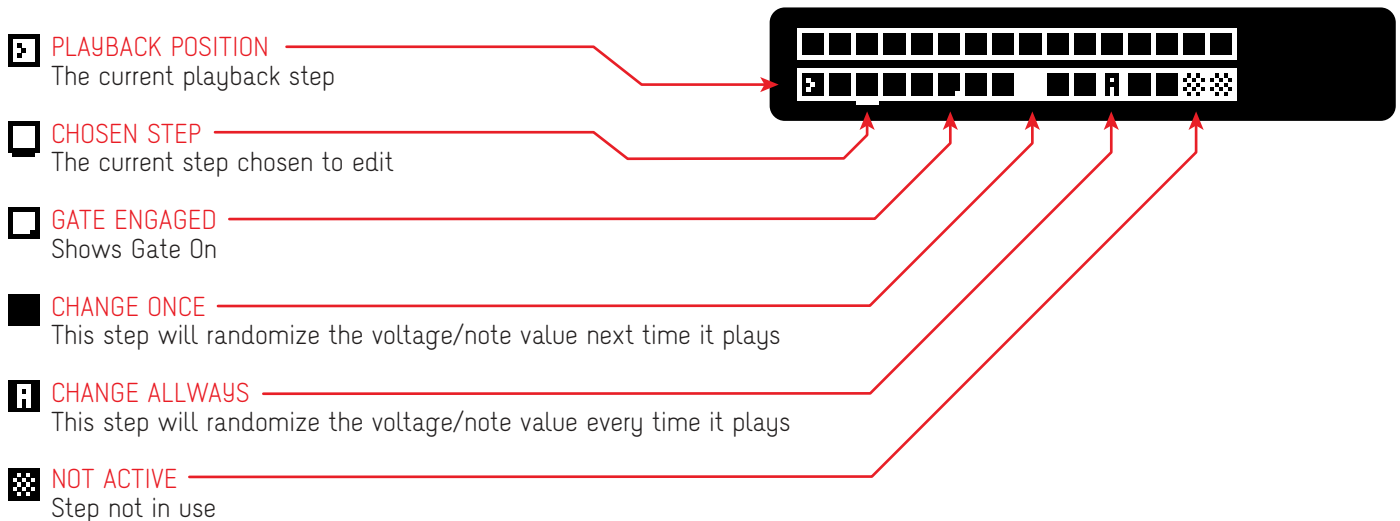 PLAYBACK POSITION
The current playback step
CHOSEN STEP
The current step chosen to edit
GATE ENGAGED
Shows Gate On
CHANGE ONCE
This step will randomize the voltage/note value next time it plays
A
CHANGE ALLWAYS
This step will randomize the voltage/note value every time it plays
NOT ACTIVE
Step not in use
A